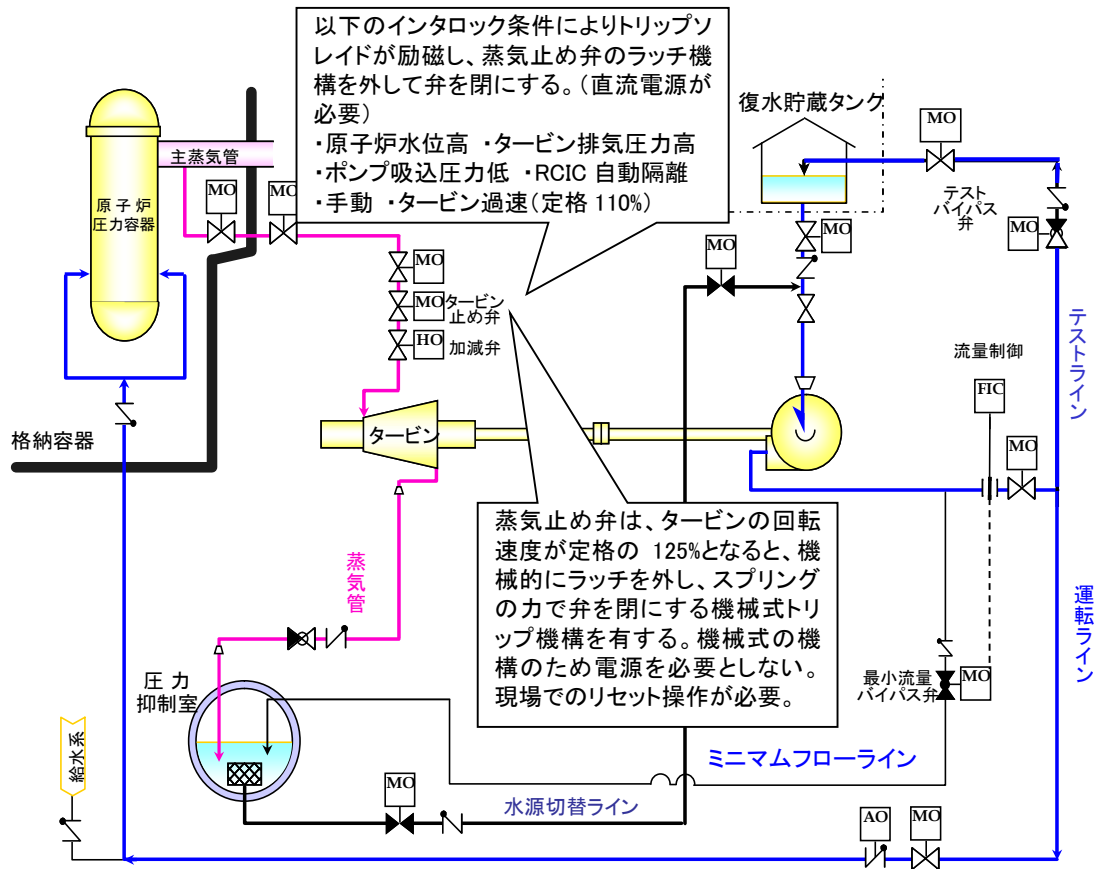 以下のインタロック条件によりトリップソ
レイドが励磁し、蒸気止め弁のラッチ機
構を外して弁を閉にする。(直流電源が
必要)
・原子炉水位高 ・タービン排気圧力高
・ポンプ吸込圧力低 ・RCIC 自動隔離
・手動 ・タービン過速(定格 110%)
復水貯蔵タンク
MO
テスト
バイパス
弁
MO
MO
主蒸気管
原子炉
圧力容器
MO
MO
MO
MO
MO
タービン
止め弁
HO
加減弁
テストライン
流量制御
FIC
格納容器
タービン
MO
蒸気止め弁は、タービンの回転
速度が定格の 125%となると、機
械的にラッチを外し、スプリング
の力で弁を閉にする機械式トリ
ップ機構を有する。機械式の機
構のため電源を必要としない。
現場でのリセット操作が必要。
蒸気管
運転ライン
圧力
抑制室
最小流量
バイパス弁
MO
給水系
ミニマムフローライン
MO
水源切替ライン
AO
MO